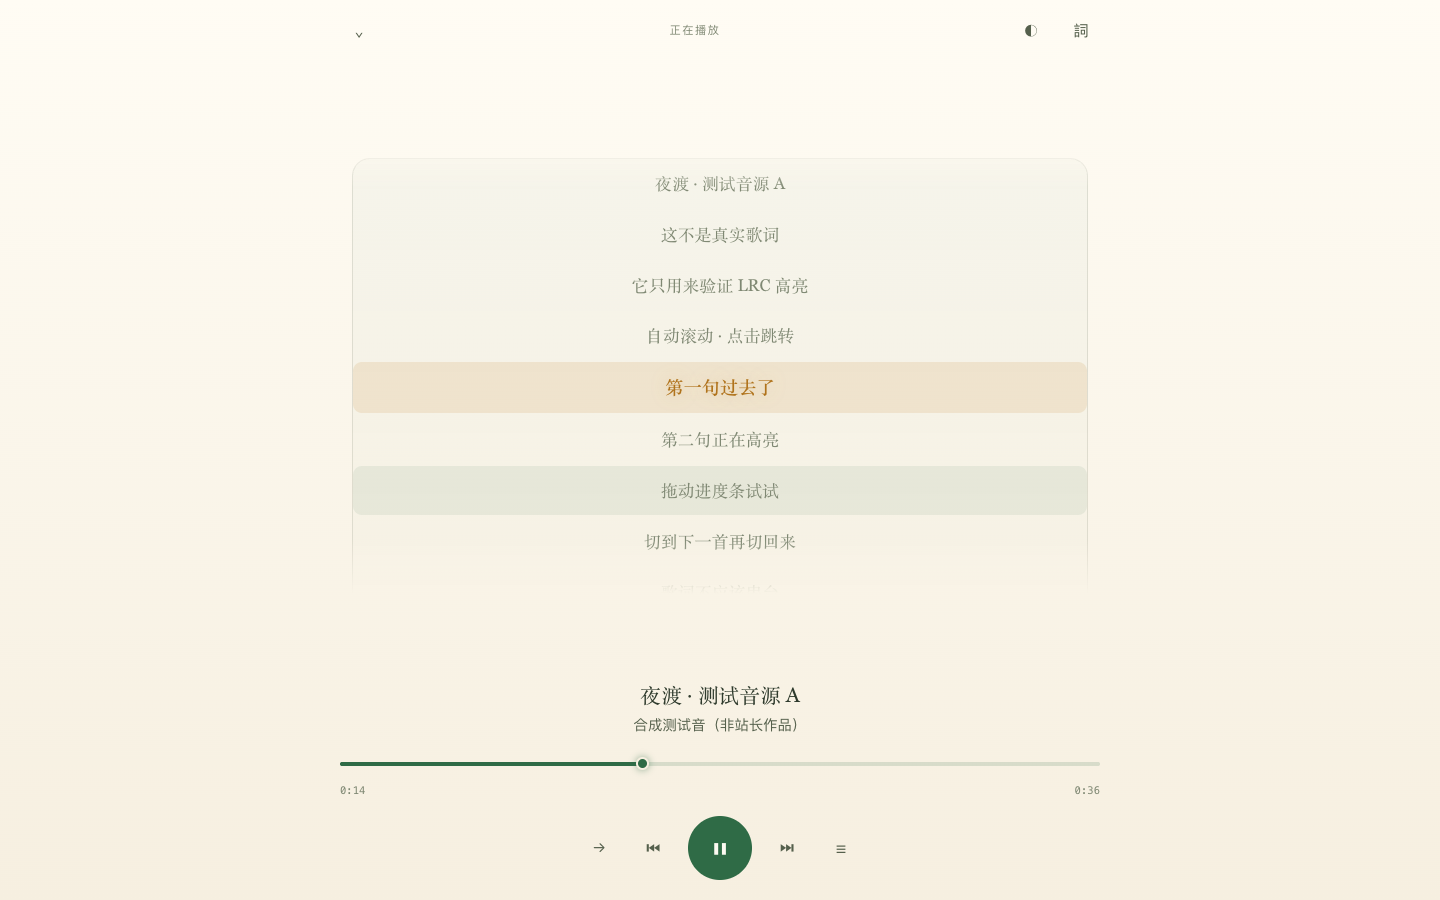 正在播放
詞
夜渡 · 测试音源 A
这不是真实歌词
它只用来验证 LRC 高亮
自动滚动 · 点击跳转
第一句过去了
第二句正在高亮
拖动进度条试试
切到下一首再切回来
夜渡 · 测试音源 A
合成测试音（非站长作品）
0:14
0:36